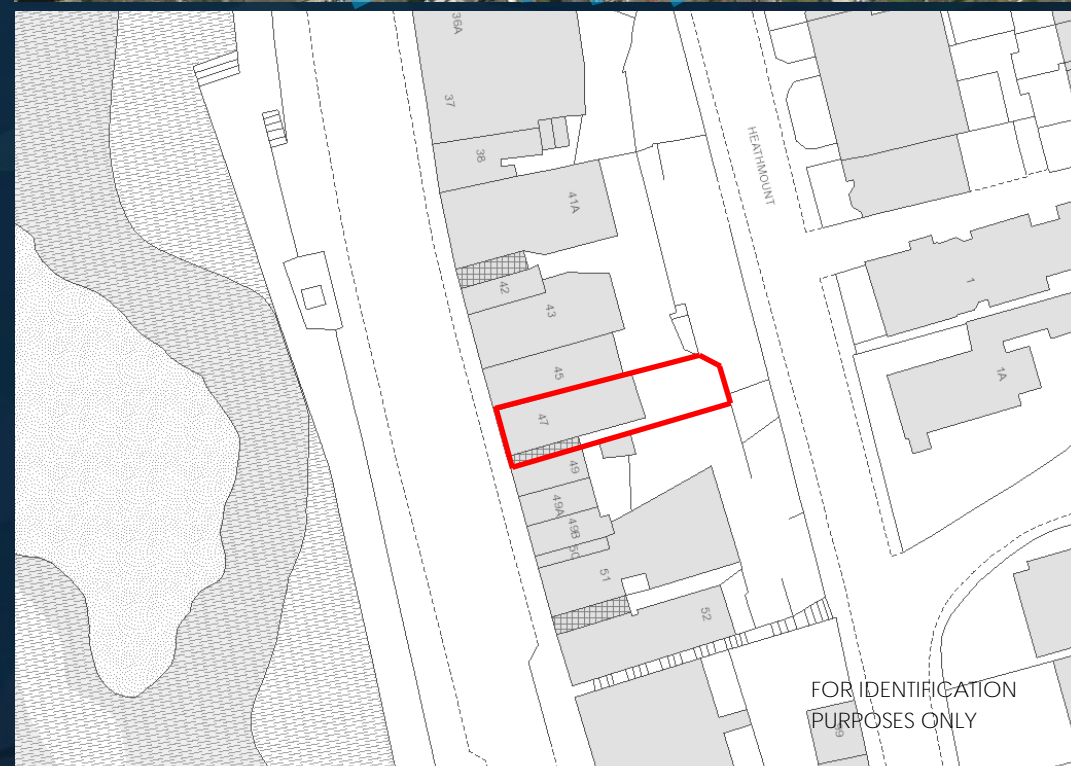 36A
37
38
HEATHMOUNT
41A
42
43
1
45
1A
47
49
49A
49B
50
51
52
FOR IDENTIFICATION
PURPOSES ONLY